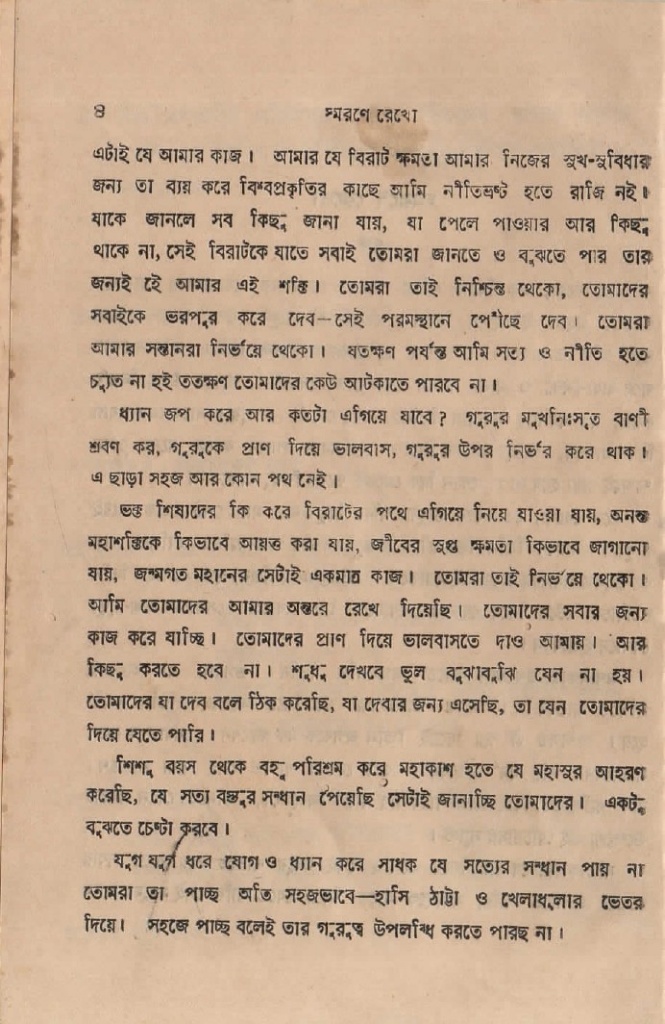 ৪ স্মরণে রেখো
এটাই যে আমার কাজ। আমার যে বিরাট ক্ষমতা আমার নিজের সুখ-সুবিধার
জন্য তা ব্যয় করে বিশ্বপ্রকৃতির কাছে আমি নীতিভ্রষ্ট হতে রাজি নই।
যাকে জানলে সব কিছু জানা যায়, যা পেলে পাওয়ার আর কিছু
থাকে না, সেই বিরাটকে যাতে সবাই তোমরা জানতে ও বুঝতে পার তার
জন্যই হেঁ আমার এই শক্তি। তোমরা তাই নিশ্চিন্ত থেকো, তোমাদের
সবাইকে ভরপুর করে দেব—সেই পরমস্থানে পৌঁছে দেব। তোমরা
আমার সন্তানরা নির্ভয়ে থেকো। যতক্ষণ পর্যন্ত আমি সত্য ও নীতি হতে
চ্যুত না হই ততক্ষণ তোমাদের কেউ আটকাতে পারবে না।
ধ্যান জপ করে আর কতটা এগিয়ে যাবে? গুরুর মুখনিঃসৃত বাণী
শ্রবণ কর, গুরুকে প্রাণ দিয়ে ভালবাস, গুরুর উপর নির্ভর করে থাক।
এ ছাড়া সহজ আর কোন পথ নেই।
ভক্ত শিষ্যদের কি করে বিরাটের পথে এগিয়ে নিয়ে যাওয়া যায়, অনন্ত
মহাশক্তিকে কিভাবে আয়ত্ত করা যায়, জীবের সুপ্ত ক্ষমতা কিভাবে জাগানো
যায়, জন্মগত মহানের সেটাই একমাত্র কাজ। তোমরা তাই নির্ভয়ে থেকো।
আমি তোমাদের আমার অন্তরে রেখে দিয়েছি। তোমাদের সবার জন্য
কাজ করে যাচ্ছি। তোমাদের প্রাণ দিয়ে ভালবাসতে দাও আমায়। আর
কিছু করতে হবে না। শুধু দেখবে ভুল বুঝাবুঝি যেন না হয়।
তোমাদের যা দেব বলে ঠিক করেছি, যা দেবার জন্য এসেছি, তা যেন তোমাদের
দিয়ে যেতে পারি।
শিশু বয়স থেকে বহু পরিশ্রম করে মহাকাশ হতে যে মহাসুর আহরণ
করেছি, যে সত্য বস্তুর সন্ধান পেয়েছি সেটাই জানাচ্ছি তোমাদের। একটু
বুঝতে চেষ্টা করবে।
যুগ যুগ ধরে যোগ ও ধ্যান করে সাধক যে সত্যের সন্ধান পায় না
তোমরা তা পাচ্ছ অতি সহজভাবে—হাসি ঠাট্টা ও খেলাধুলার ভেতর
দিয়ে। সহজে পাচ্ছ বলেই তার গুরুত্ব উপলব্ধি করতে পারছ না।